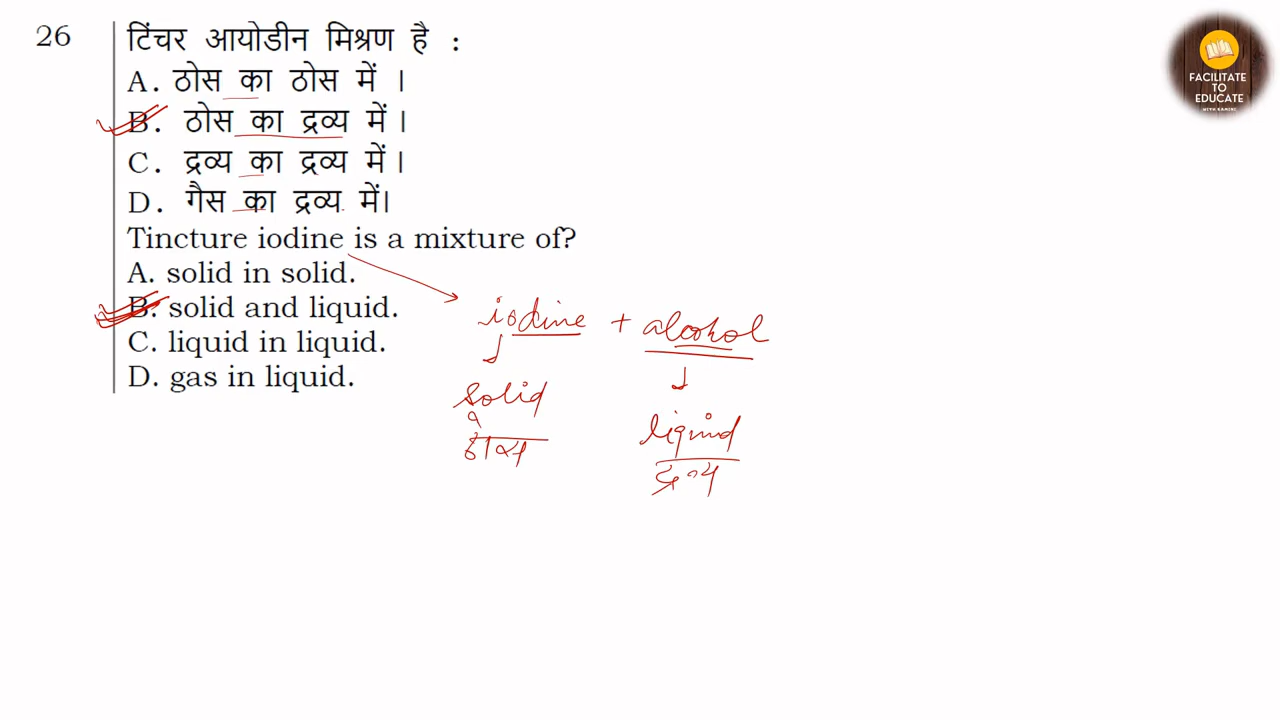 26
टिंचर आयोडीन मिश्रण है :
A. ठोस का ठोस में ।
B. ठोस का द्रव्य में ।
C. द्रव्य का द्रव्य में ।
D. गैस का द्रव्य में।
Tincture iodine is a mixture of?
A. solid in solid.
B. solid and liquid.
C. liquid in liquid.
D. gas in liquid.
iodine + alcohol
solid
liquid
FACILITATE
TO
EDUCATE